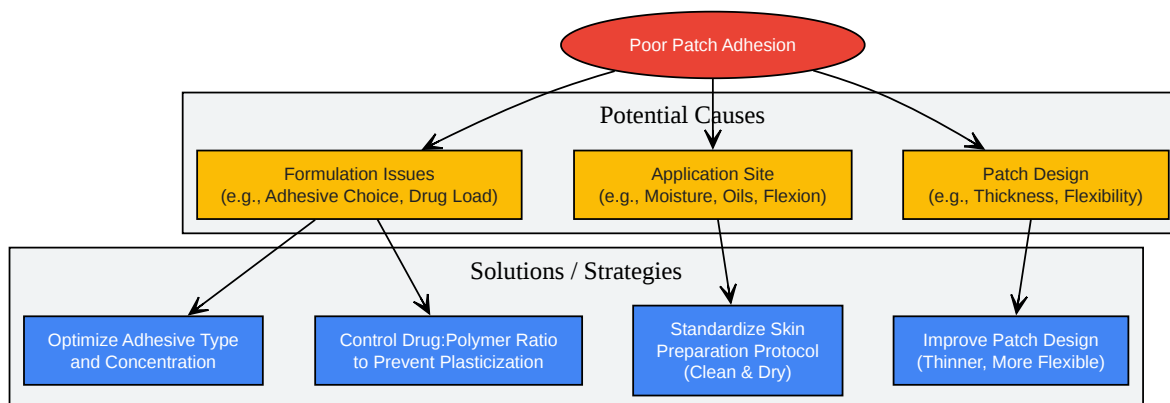 Poor Patch Adhesion
Potential Causes
Formulation Issues
(e.g., Adhesive Choice, Drug Load)
Application Site
(e.g., Moisture, Oils, Flexion)
Patch Design
(e.g., Thickness, Flexibility)
Solutions / Strategies
Optimize Adhesive Type
and Concentration
Control Drug:Polymer Ratio
to Prevent Plasticization
Standardize Skin
Preparation Protocol
(Clean & Dry)
Improve Patch Design
(Thinner, More Flexible)